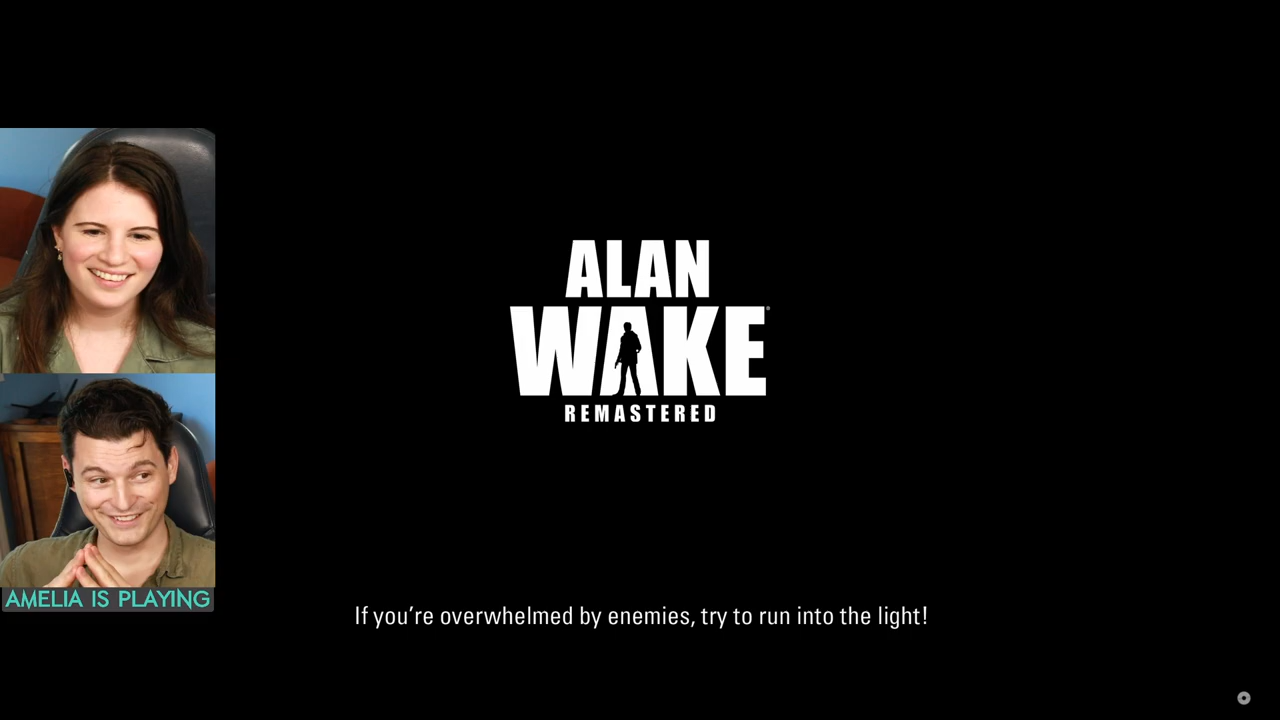 ALAN
WAKE
REMASTERED
AMELIA IS PLAYING
If you’re overwhelmed by enemies, try to run into the light!